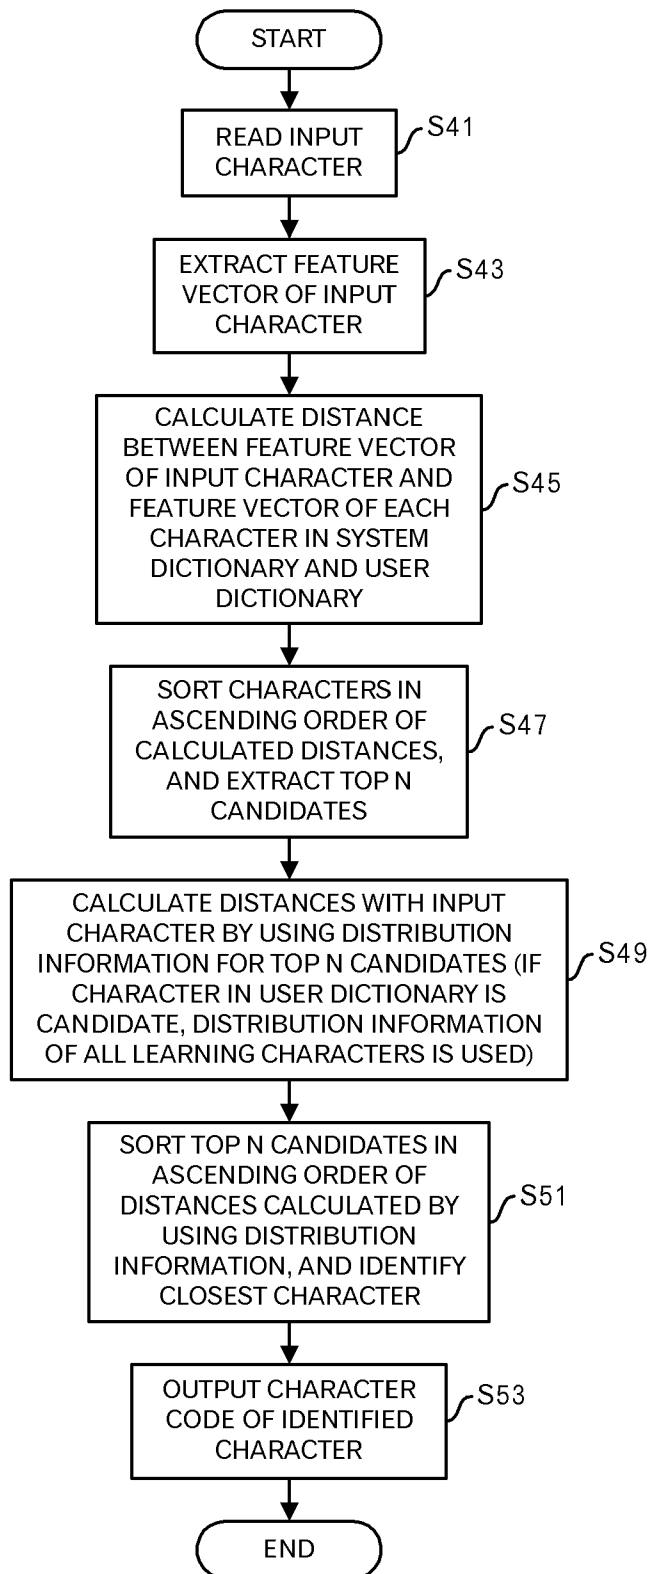 START
READ INPUT
CHARACTER
S41
EXTRACT FEATURE
VECTOR OF INPUT
CHARACTER
S43
CALCULATE DISTANCE
BETWEEN FEATURE VECTOR
OF INPUT CHARACTER AND
FEATURE VECTOR OF EACH
CHARACTER IN SYSTEM
DICTIONARY AND USER
DICTIONARY
S45
SORT CHARACTERS IN
ASCENDING ORDER OF
CALCULATED DISTANCES,
AND EXTRACT TOP N
CANDIDATES
S47
CALCULATE DISTANCES WITH INPUT
CHARACTER BY USING DISTRIBUTION
INFORMATION FOR TOP N CANDIDATES (IF
CHARACTER IN USER DICTIONARY IS
CANDIDATE, DISTRIBUTION INFORMATION
OF ALL LEARNING CHARACTERS IS USED)
S49
SORT TOP N CANDIDATES IN
ASCENDING ORDER OF
DISTANCES CALCULATED BY
USING DISTRIBUTION
INFORMATION, AND IDENTIFY
CLOSEST CHARACTER
S51
OUTPUT CHARACTER
CODE OF IDENTIFIED
CHARACTER
S53
END